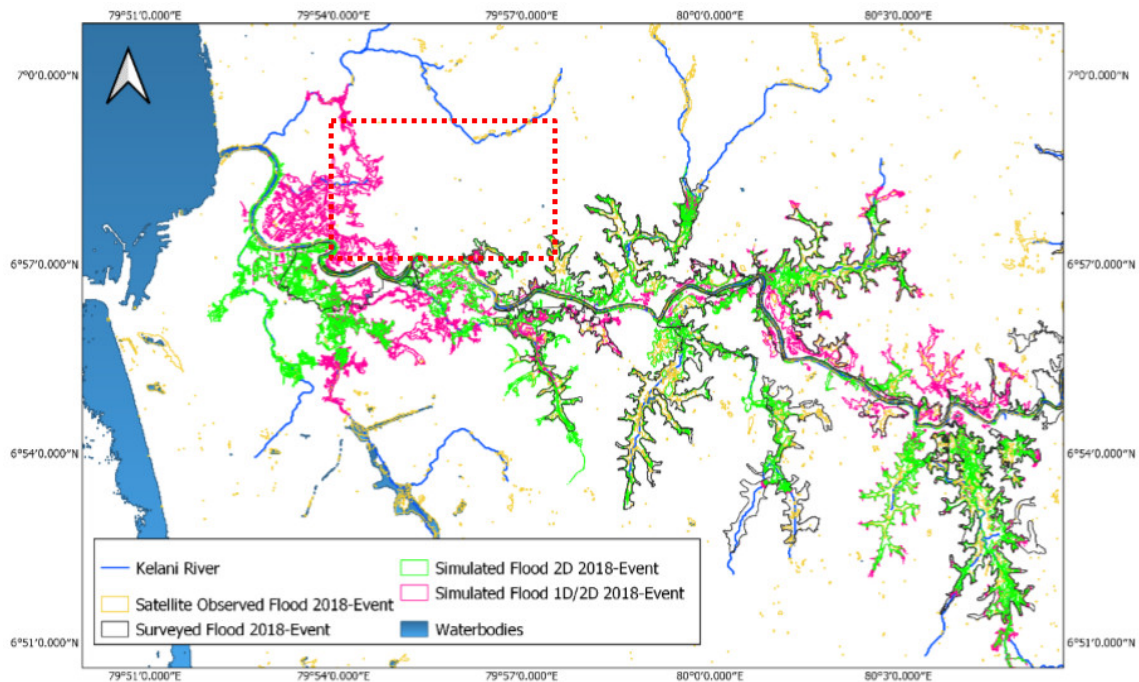 79°51'0.000"E 79°54'0.000"E 79°57'0.000"E 80°0'0.000"E 80°3'0.000"E
7°0'0.000"N 7°0'0.000"N
6°57'0.000"N 6°57'0.000"N
6°54'0.000"N 6°54'0.000"N
Kelani River
Simulated Flood 2D 2018-Event
Satellite Observed Flood 2018-Event
Simulated Flood 1D/2D 2018-Event
Surveyed Flood 2018-Event
Waterbodies
6°51'0.000"N 6°51'0.000"N
79°51'0.000"E 79°54'0.000"E 79°57'0.000"E 80°0'0.000"E 80°3'0.000"E